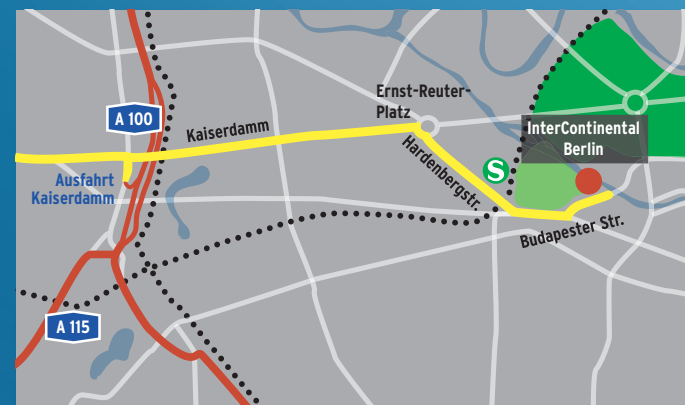 Ernst-Reuter-
Platz
A 100
Kaiserdamm
InterContinental
Berlin
Hardenbergstr.
S
Ausfahrt
Kaiserdamm
Budapester Str.
A 115